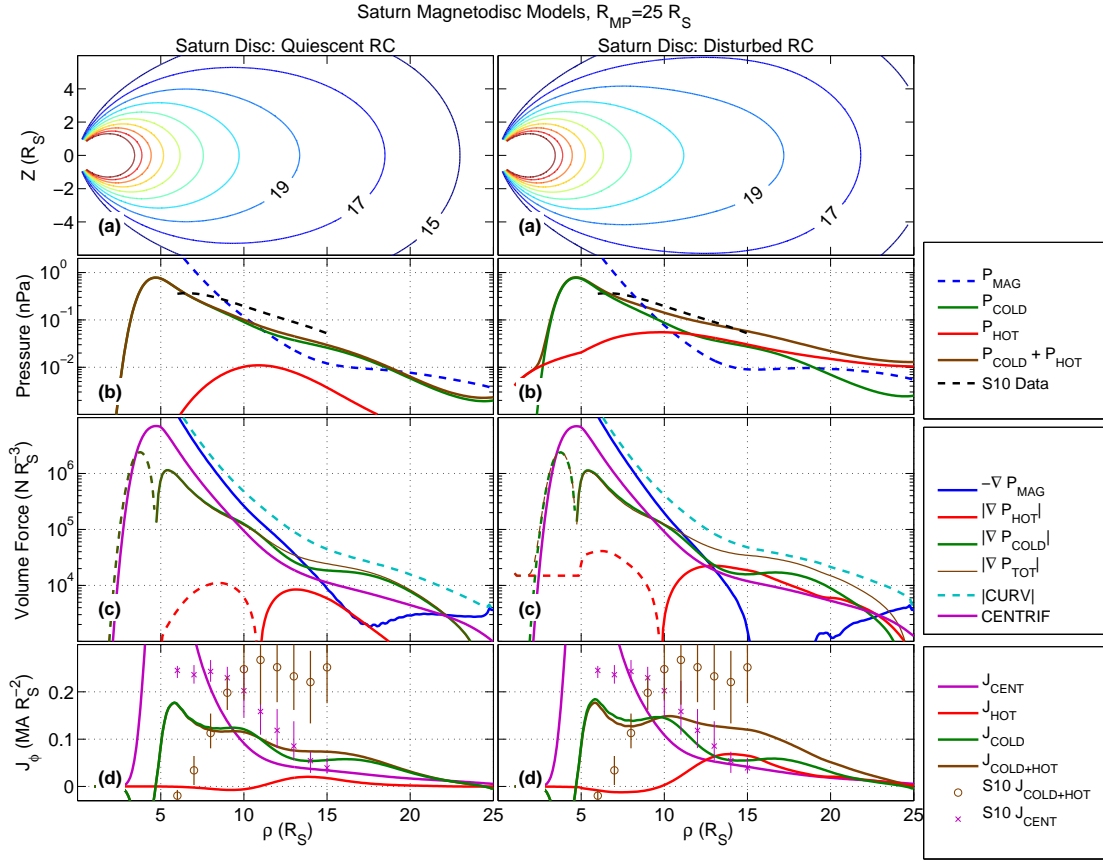 Saturn Magnetodisc Models, R_MP=25 R_S
Saturn Disc: Quiescent RC
Saturn Disc: Disturbed RC
Z (R_S)
4
2
0
−2
−4
19
17
15
(a)
19
17
(a)
Pressure (nPa)
10^0
10^-1
10^-2
(b)
(b)
P_MAG
P_COLD
P_HOT
P_COLD + P_HOT
S10 Data
Volume Force (N R_S^-3)
10^6
10^5
10^4
(c)
(c)
−∇ P_MAG
|∇ P_HOT|
|∇ P_COLD|
|∇ P_TOT|
|CURV|
CENTRIF
J_ϕ (MA R_S^-2)
0.2
0.1
0
(d)
(d)
J_CENT
J_HOT
J_COLD
J_COLD+HOT
S10 J_COLD+HOT
S10 J_CENT
0 5 10 15 20 25
5 10 15 20 25
ρ (R_S)
ρ (R_S)